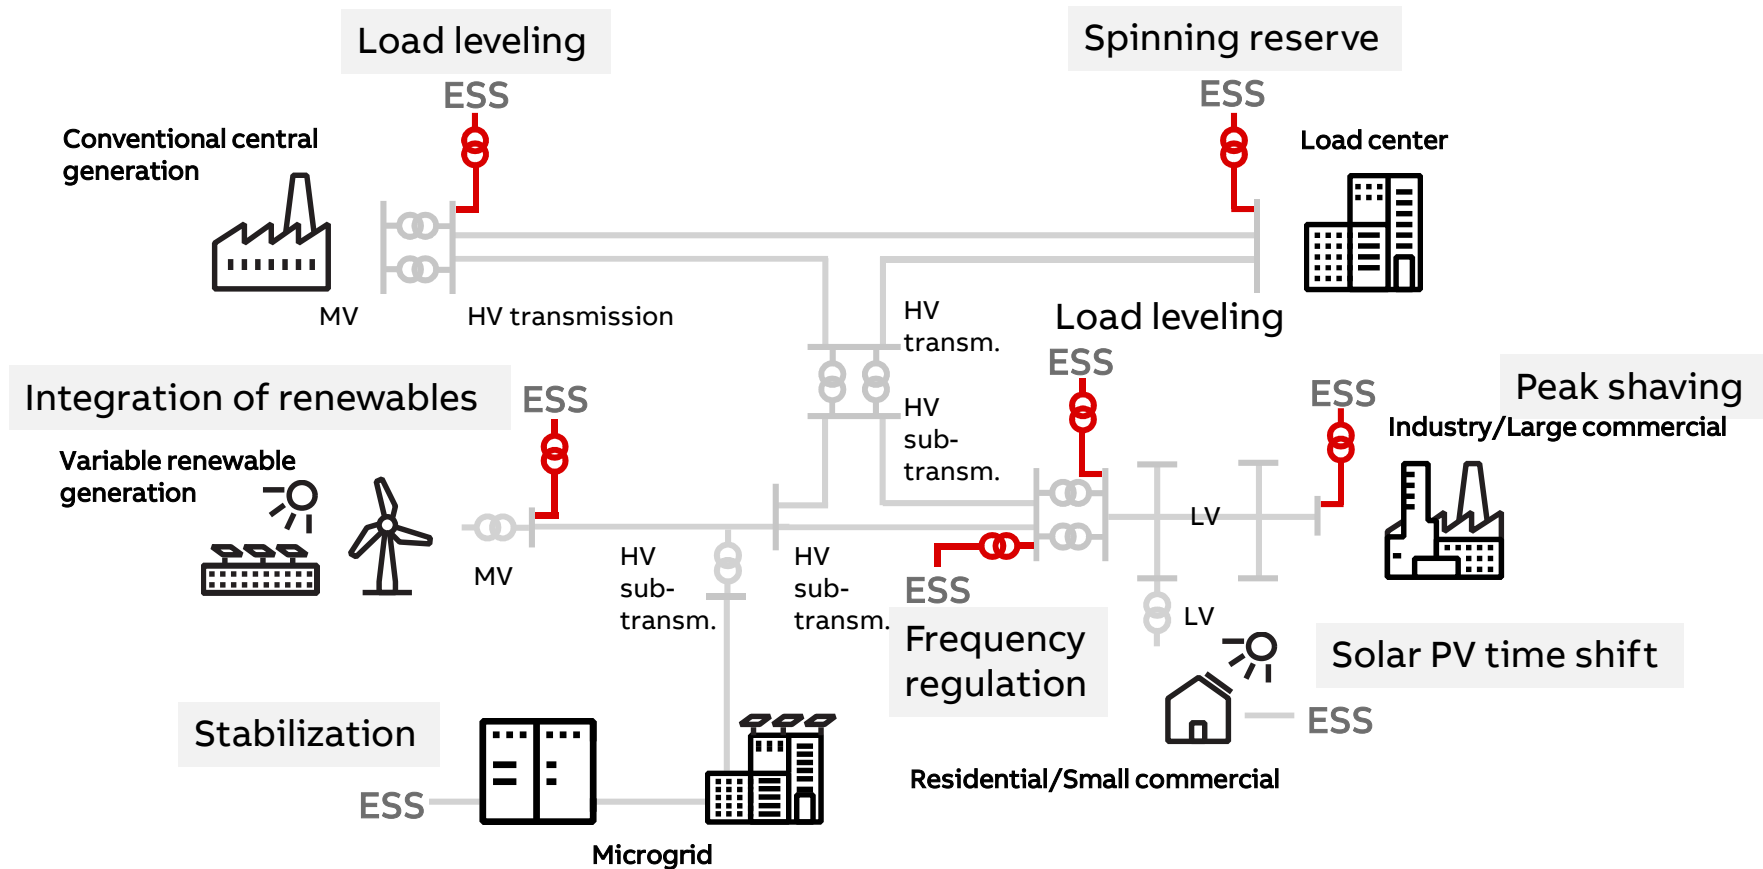 Load leveling
Spinning reserve
ESS
ESS
Conventional central
generation
Load center
MV
HV transmission
HV
transm.
Load leveling
ESS
Integration of renewables
ESS
HV
sub-
transm.
ESS
Peak shaving
Industry/Large commercial
Variable renewable
generation
MV
HV
sub-
transm.
HV
sub-
transm.
LV
ESS
Frequency
regulation
LV
Solar PV time shift
ESS
Residential/Small commercial
Stabilization
ESS
Microgrid